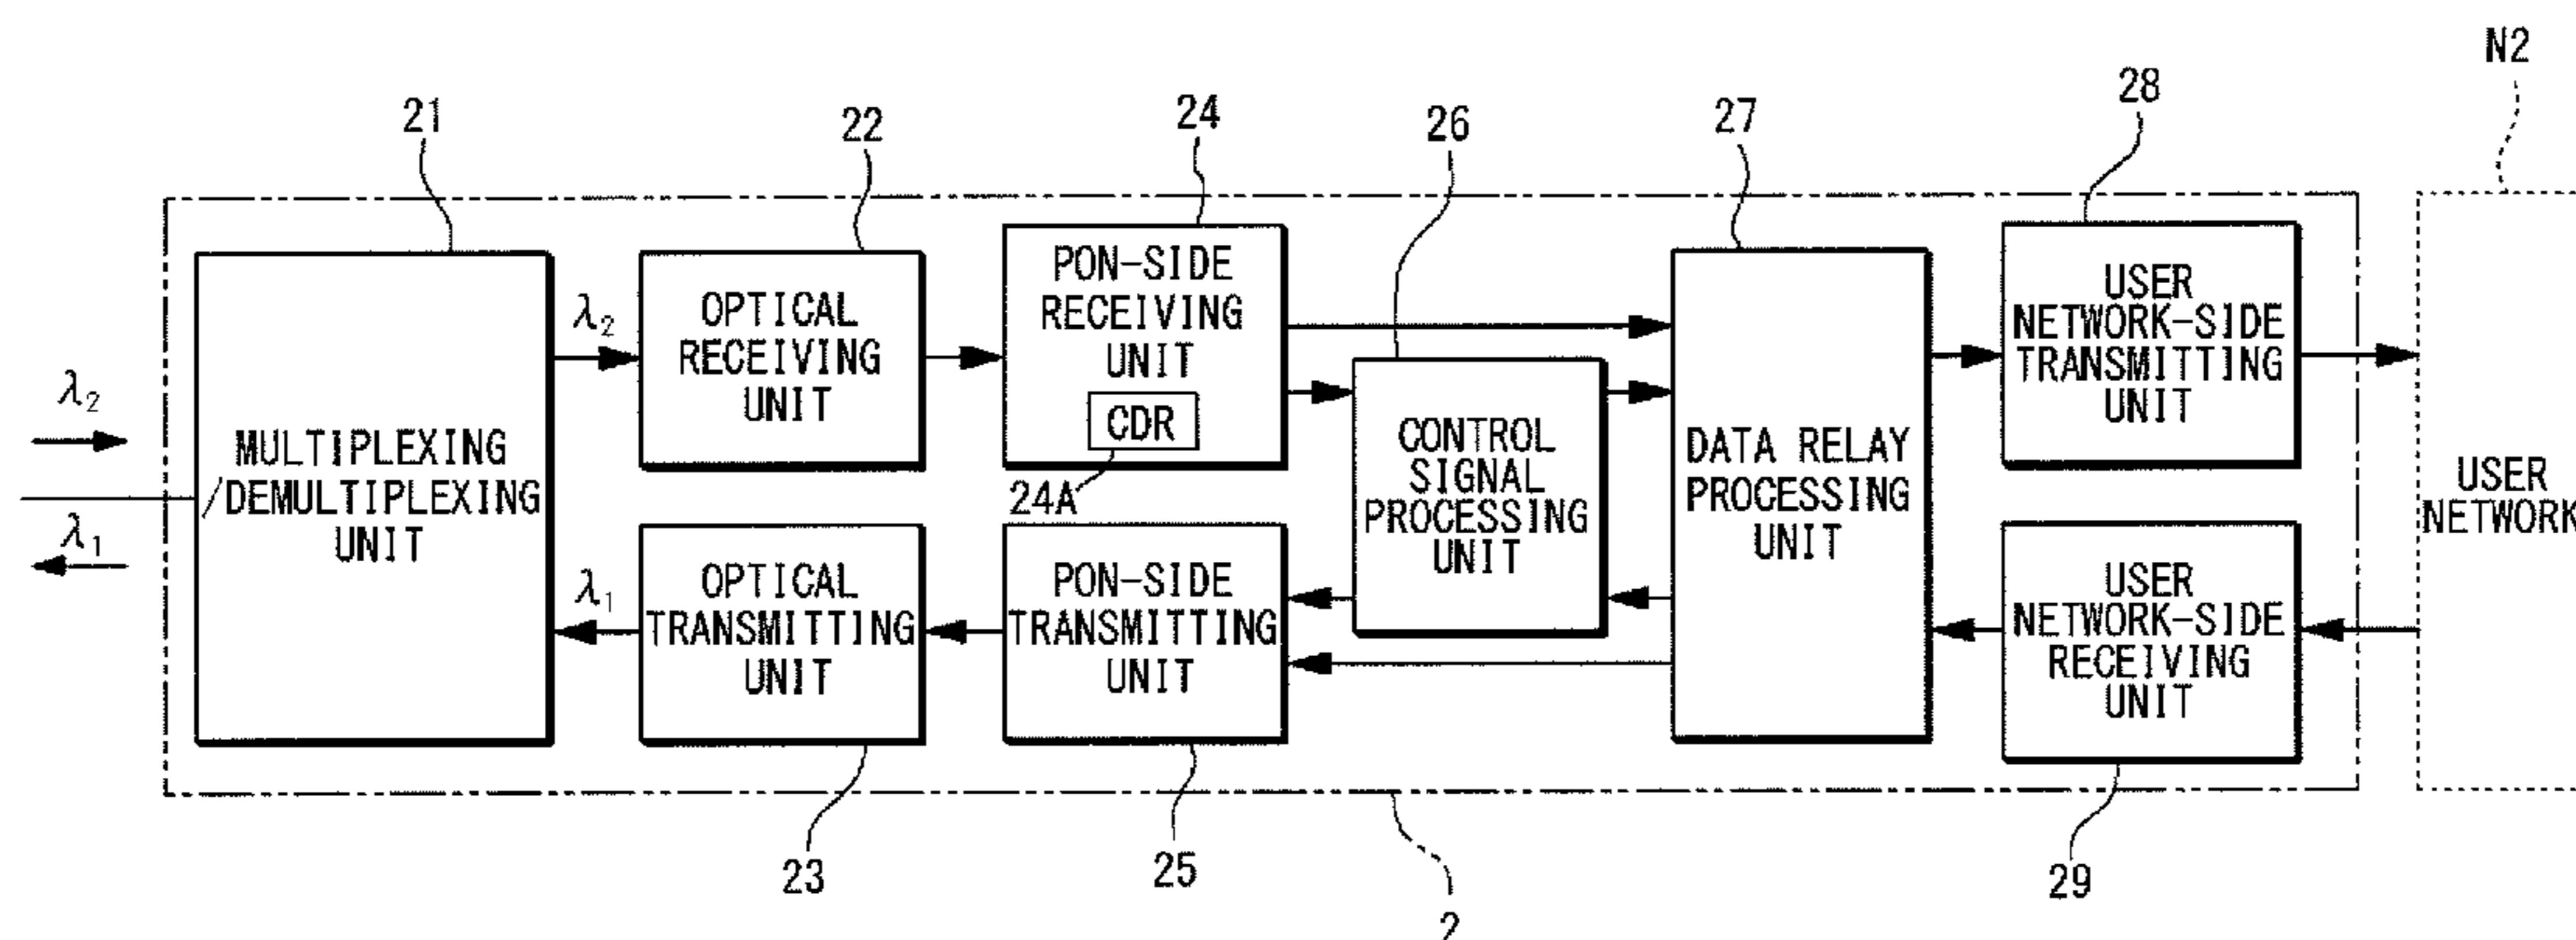 N2
21
22
24
26
27
28
λ2
λ1
MULTIPLEXING
/DEMULTIPLEXING
UNIT
λ2
OPTICAL
RECEIVING
UNIT
PON-SIDE
RECEIVING
UNIT
CDR
24A
CONTROL
SIGNAL
PROCESSING
UNIT
DATA RELAY
PROCESSING
UNIT
USER
NETWORK-SIDE
TRANSMITTING
UNIT
USER
NETWORK
λ1
OPTICAL
TRANSMITTING
UNIT
PON-SIDE
TRANSMITTING
UNIT
USER
NETWORK-SIDE
RECEIVING
UNIT
23
25
2
29